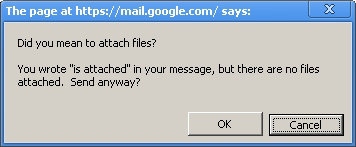 The page at https://mail.google.com/ says:
Did you mean to attach files?
You wrote "is attached" in your message, but there are no files
attached.  Send anyway?
OK
Cancel